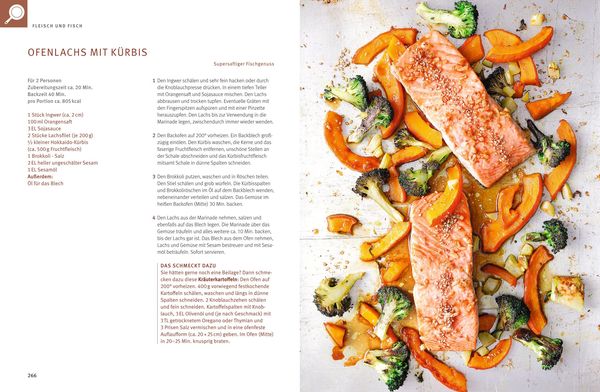 FLEISCH UND FISCH
OFENLACHS MIT KÜRBIS
Supersaftiger Fischgenuss
Für 2 Personen
Zubereitungszeit ca. 20 Min.
Backzeit 40 Min.
pro Portion ca. 805 kcal
1 Stück Ingwer (ca. 2 cm)
100 ml Orangensaft
3 EL Sojasauce
2 Stücke Lachsfilet (je 200 g)
½ kleiner Hokkaido-Kürbis
(ca. 500 g Fruchtfleisch)
1 Brokkoli · Salz
2 EL heller ungeschälter Sesam
1 EL Sesamöl
Außerdem:
Öl für das Blech
1 Den Ingwer schälen und sehr fein hacken oder durch
die Knoblauchpresse drücken. In einem tiefen Teller
mit Orangensaft und Sojasauce mischen. Den Lachs
abbrausen und trocken tupfen. Eventuelle Gräten mit
den Fingerspitzen aufspüren und mit einer Pinzette
herauszupfen. Den Lachs bis zur Verwendung in die
Marinade legen, zwischendurch immer wieder wenden.
2 Den Backofen auf 200° vorheizen. Ein Backblech groß-
zügig einölen. Den Kürbis waschen, die Kerne und das
faserige Fruchtfleisch entfernen, unschöne Stellen an
der Schale abschneiden und das Kürbisfruchtfleisch
mitsamt Schale in dünne Spalten schneiden.
3 Den Brokkoli putzen, waschen und in Röschen teilen.
Den Stiel schälen und grob würfeln. Die Kürbisspalten
und Brokkoliröschen im Öl auf dem Backblech wenden,
nebeneinander verteilen und salzen. Das Gemüse im
heißen Backofen (Mitte) 30 Min. backen.
4 Den Lachs aus der Marinade nehmen, salzen und
ebenfalls auf das Blech legen. Die Marinade über das
Gemüse träufeln und alles weitere ca. 10 Min. backen,
bis der Lachs gar ist. Das Blech aus dem Ofen nehmen,
Lachs und Gemüse mit Sesam bestreuen und mit Sesa-
möl beträufeln. Sofort servieren.
DAS SCHMECKT DAZU
Sie hätten gerne noch eine Beilage? Dann schme-
cken dazu diese Kräuterkartoffeln: Den Ofen auf
200° vorheizen. 400 g vorwiegend festkochende
Kartoffeln schälen, waschen und längs in dünne
Spalten schneiden. 2 Knoblauchzehen schälen
und fein schneiden. Kartoffelspalten mit Knob-
lauch, 3 EL Olivenöl und (je nach Geschmack) mit
1 TL getrocknetem Oregano oder Thymian und
3 Prisen Salz vermischen und in eine ofenfeste
Auflaufform (ca. 20 × 25 cm) geben. Im Ofen (Mitte)
in 20–25 Min. knusprig braten.
266